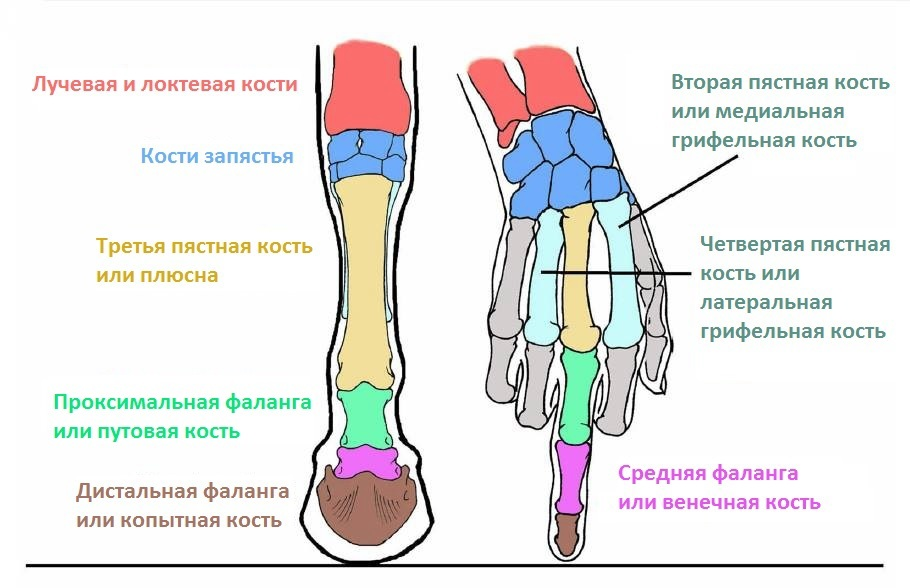 Лучевая и локтевая кости
Кости запястья
Третья пястная кость
или плюсна
Проксимальная фаланга
или путовая кость
Дистальная фаланга
или копытная кость
Вторая пястная кость
или медиальная
грифельная кость
Четвертая пястная
кость или
латеральная
грифельная кость
Средняя фаланга
или венечная кость